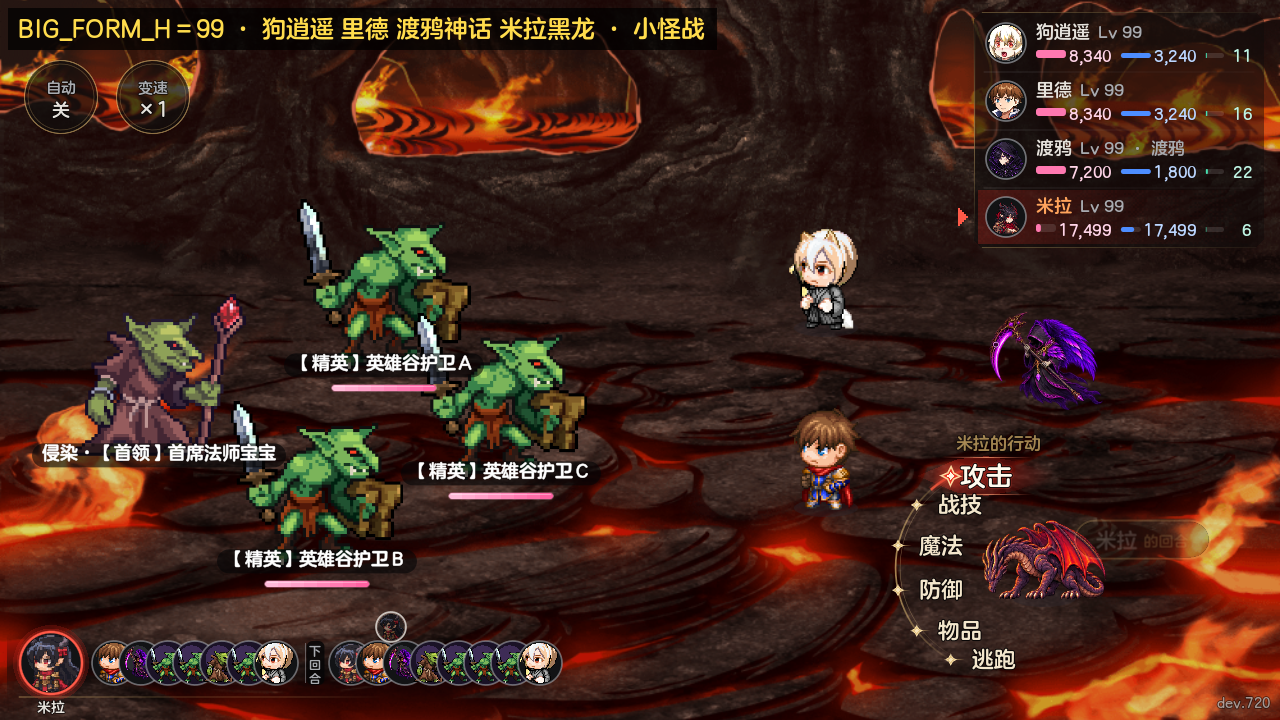 BIG_FORM_H=99 · 狗逍遥 里德 渡鸦神话 米拉黑龙 · 小怪战
自动
关
变速
×1
狗逍遥 Lv 99
8,340 3,240 11
里德 Lv 99
8,340 3,240 16
渡鸦 Lv 99 · 渡鸦
7,200 1,800 22
米拉 Lv 99
17,499 17,499 6
【精英】英雄谷护卫A
侵染·【首领】首席法师宝宝
【精英】英雄谷护卫C
【精英】英雄谷护卫B
米拉的行动
攻击
战技
魔法
米拉 的回合
防御
物品
逃跑
下回合
米拉
dev.720